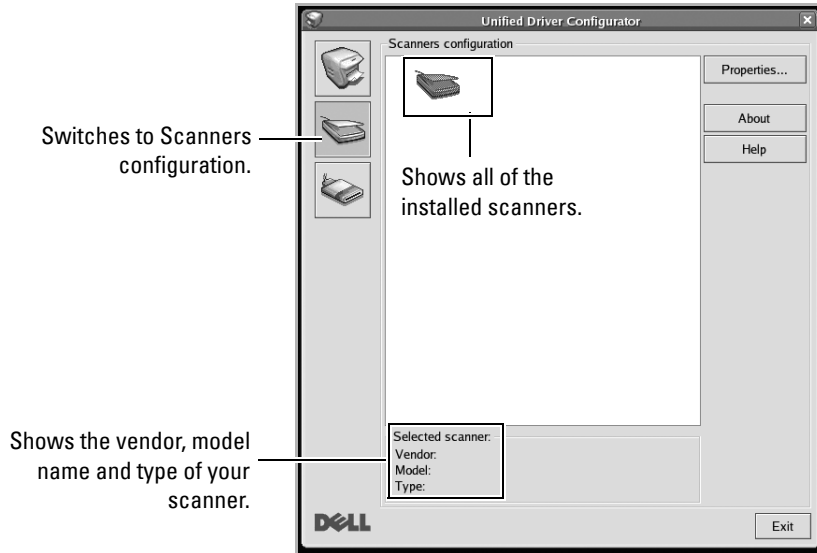 Unified Driver Configurator
Scanners configuration
Properties...
About
Help
Switches to Scanners
configuration.
Shows all of the
installed scanners.
Shows the vendor, model
name and type of your
scanner.
Selected scanner:
Vendor:
Model:
Type:
DELL
Exit